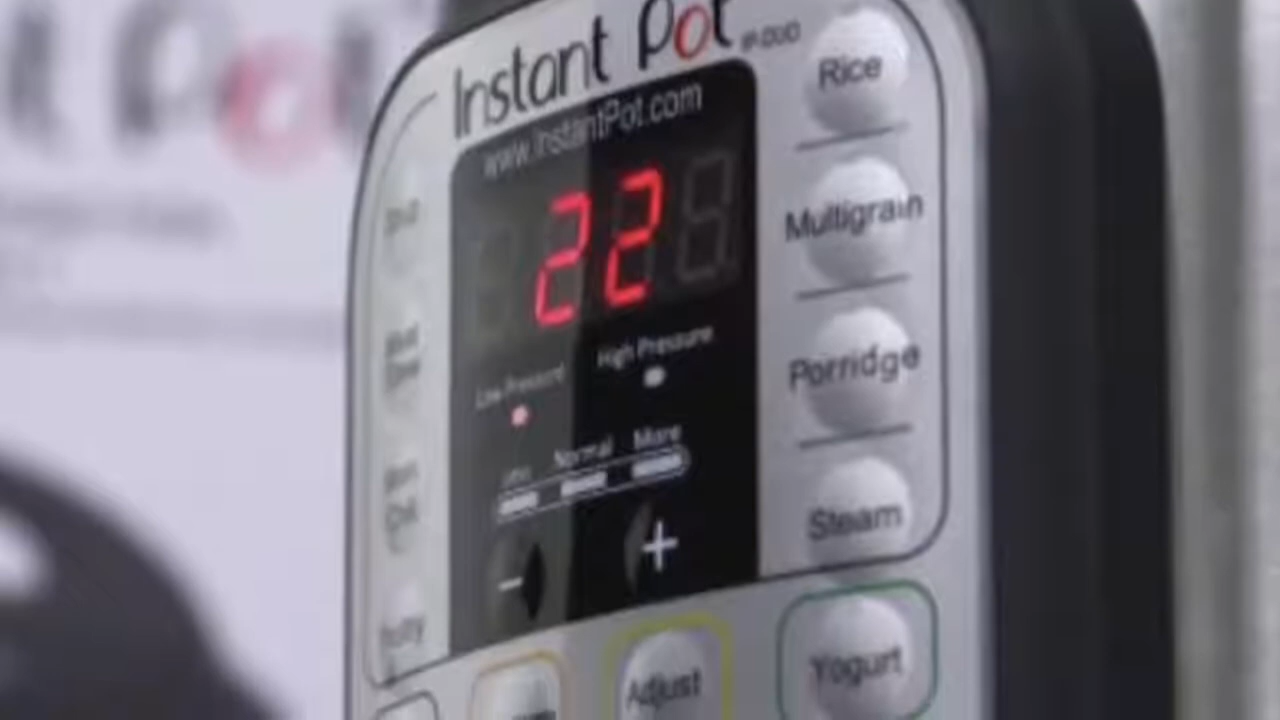 Instant Pot IP-DUO
www.InstantPot.com
22
Low Pressure
High Pressure
Less Normal More
-
+
Rice
Multigrain
Porridge
Steam
Adjust
Yogurt